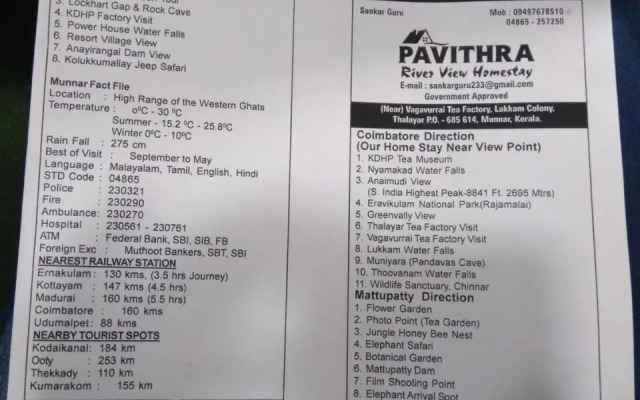 3. Lockhart Gap & Rock Cave
4. KDHP Factory Visit
5. Power House Water Falls
6. Resort Village View
7. Anayirangal Dam View
8. Kolukkumallay Jeep Safari
Munnar Fact File
Location : High Range of the Western Ghats
Temperature : 0ºC - 30 ºC
Summer - 15.2 ºC - 25.8ºC
Winter 0ºC - 10ºC
Rain Fall : 275 cm
Best of Visit : September to May
Language : Malayalam, Tamil, English, Hindi
STD Code : 04865
Police : 230321
Fire : 230290
Ambulance: 230270
Hospital : 230561 - 230761
ATM : Federal Bank, SBI, SiB, FB
Foreign Exc : Muthoot Bankers, SBT, SBI
NEAREST RAILWAY STATION
Ernakulam : 130 kms, (3.5 hrs Journey)
Kottayam : 147 kms (4.5 hrs)
Madurai : 160 kms (5.5 hrs)
Coimbatore : 160 kms
Udumalpet: 88 kms
NEARBY TOURIST SPOTS
Kodaikanal: 184 km
Ooty : 253 km
Thekkady : 110 km
Kumarakom : 155 km
Sankar Guru
Mob : 09497678510
04865 - 257250
PAVITHRA
River View Homestay
E-mail : sankarguru233@gmail.com
Government Approved
(Near) Vagavurrai Tea Factory, Lakkam Colony,
Thalayar P.O. - 685 614, Munnar, Kerala.
Coimbatore Direction
(Our Home Stay Near View Point)
1. KDHP Tea Museum
2. Nyamakad Water Falls
3. Anaimudi View
(S. India Highest Peak-8841 Ft. 2695 Mtrs)
4. Eravikulam National Park(Rajamalai)
5. Greenvally View
6. Thalayar Tea Factory Visit
7. Vagavurrai Tea Factory Visit
8. Lukkam Water Falls
9. Muniyara (Pandavas Cave)
10. Thoovanam Water Falls
11. Wildlife Sanctuary, Chinnar
Mattupatty Direction
1. Flower Garden
2. Photo Point (Tea Garden)
3. Jungle Honey Bee Nest
4. Elephant Safari
5. Botanical Garden
6. Mattupatty Dam
7. Film Shooting Point
8. Elephant Arrival Spot